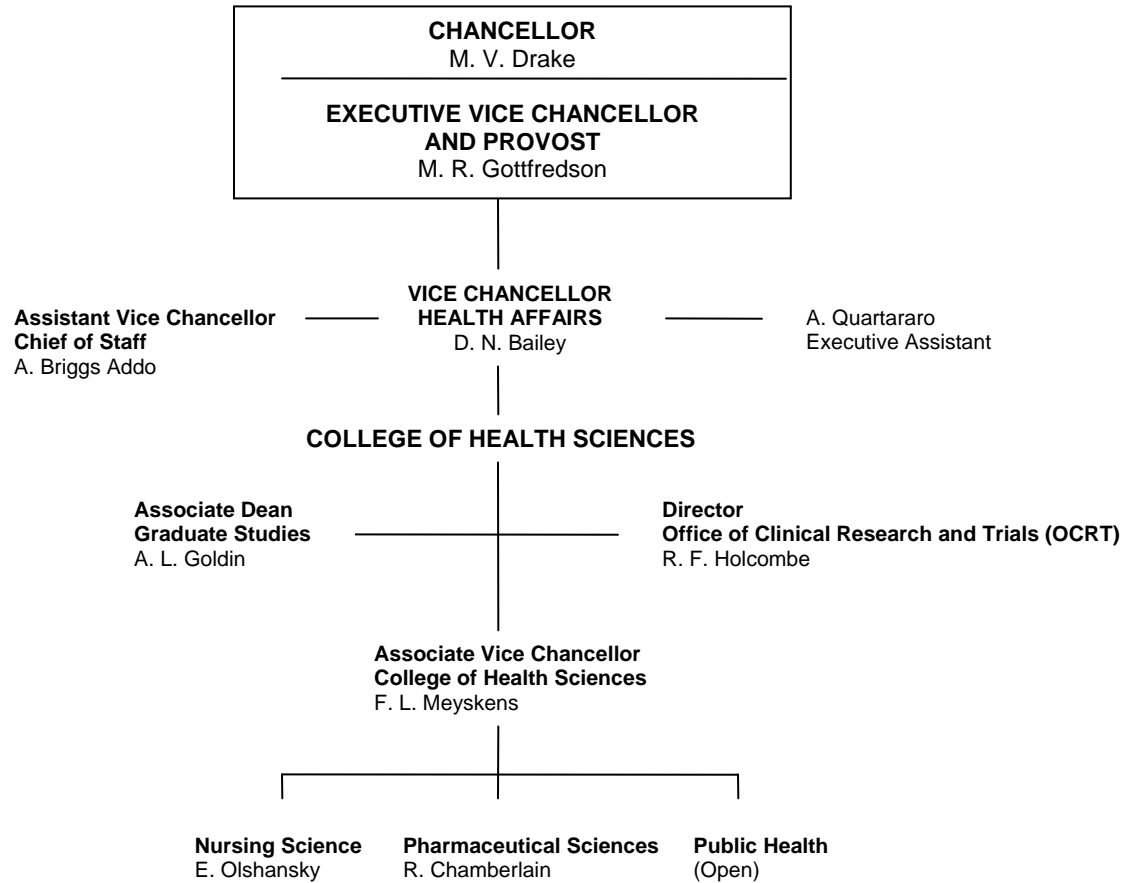 CHANCELLOR
M. V. Drake
EXECUTIVE VICE CHANCELLOR
AND PROVOST
M. R. Gottfredson
Assistant Vice Chancellor
Chief of Staff
A. Briggs Addo
VICE CHANCELLOR
HEALTH AFFAIRS
D. N. Bailey
A. Quartararo
Executive Assistant
COLLEGE OF HEALTH SCIENCES
Associate Dean
Graduate Studies
A. L. Goldin
Director
Office of Clinical Research and Trials (OCRT)
R. F. Holcombe
Associate Vice Chancellor
College of Health Sciences
F. L. Meyskens
Nursing Science
E. Olshansky
Pharmaceutical Sciences
R. Chamberlain
Public Health
(Open)